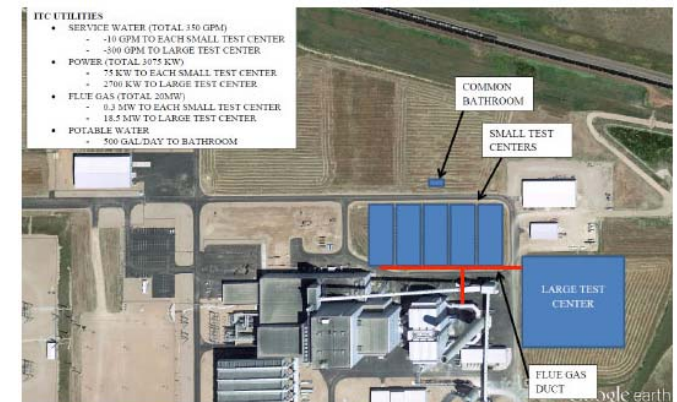 ITC UTILITIES
• SERVICE WATER (TOTAL 350 GPM)
- -10 GPM TO EACH SMALL TEST CENTER
- -300 GPM TO LARGE TEST CENTER
• POWER (TOTAL 3075 KW)
- 75 KW TO EACH SMALL TEST CENTER
- 2700 KW TO LARGE TEST CENTER
• FLUE GAS (TOTAL 20MW)
- 0.3 MW TO EACH SMALL TEST CENTER
- 18.5 MW TO LARGE TEST CENTER
• POTABLE WATER
- 500 GAL/DAY TO BATHROOM
COMMON
BATHROOM
SMALL TEST
CENTERS
LARGE TEST
CENTER
FLUE GAS
DUCT
Google earth